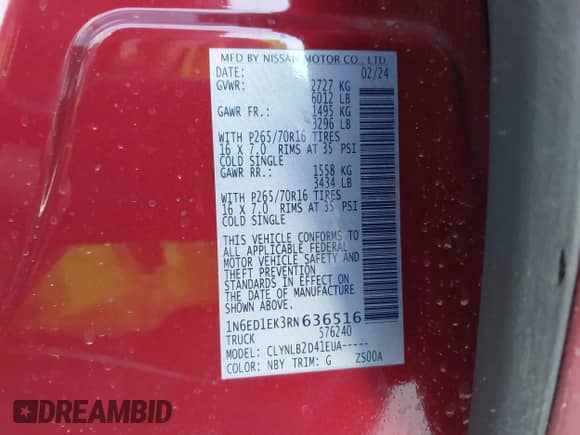 MFD BY NISSAN MOTOR CO., LTD.
DATE: 02/24
GVWR: 2727 KG
6012 LB
GAWR FR.: 1495 KG
3296 LB
WITH P265/70R16 TIRES
16 X 7.0 RIMS AT 35 PSI
COLD SINGLE
GAWR RR.: 1558 KG
3434 LB
WITH P265/70R16 TIRES
16 X 7.0 RIMS AT 35 PSI
COLD SINGLE
THIS VEHICLE CONFORMS TO
ALL APPLICABLE FEDERAL
MOTOR VEHICLE SAFETY AND
THEFT PREVENTION
STANDARDS IN EFFECT ON
THE DATE OF MANUFACTURE
SHOWN ABOVE.
1N6ED1EK3RN636516
TRUCK 576240
MODEL: CLYNLB2D41EUA-----
COLOR: NBY TRIM: G ZS00A
DREAMBID